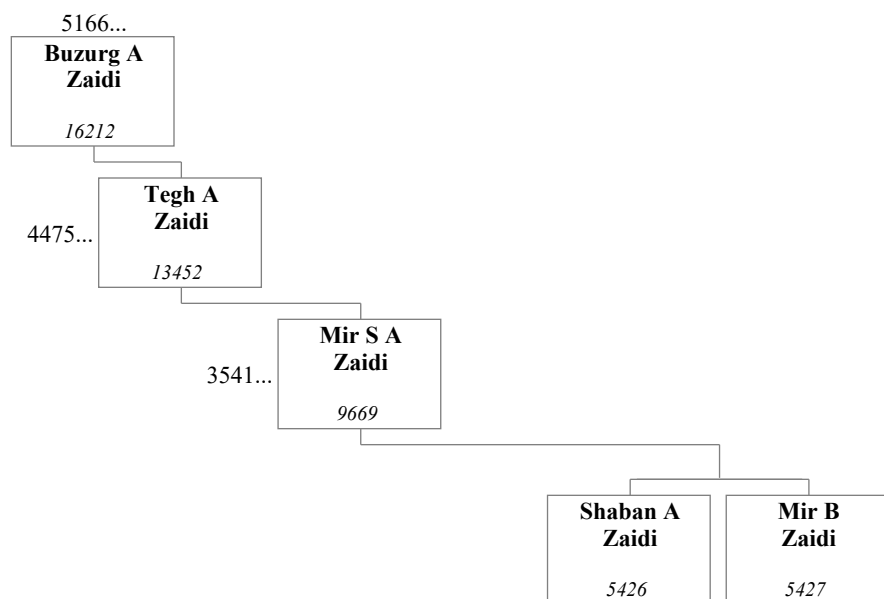 5166...
Buzurg A
Zaidi
16212
Tegh A
Zaidi
4475...
13452
Mir S A
Zaidi
3541...
9669
Shaban A
Zaidi
5426
Mir B
Zaidi
5427